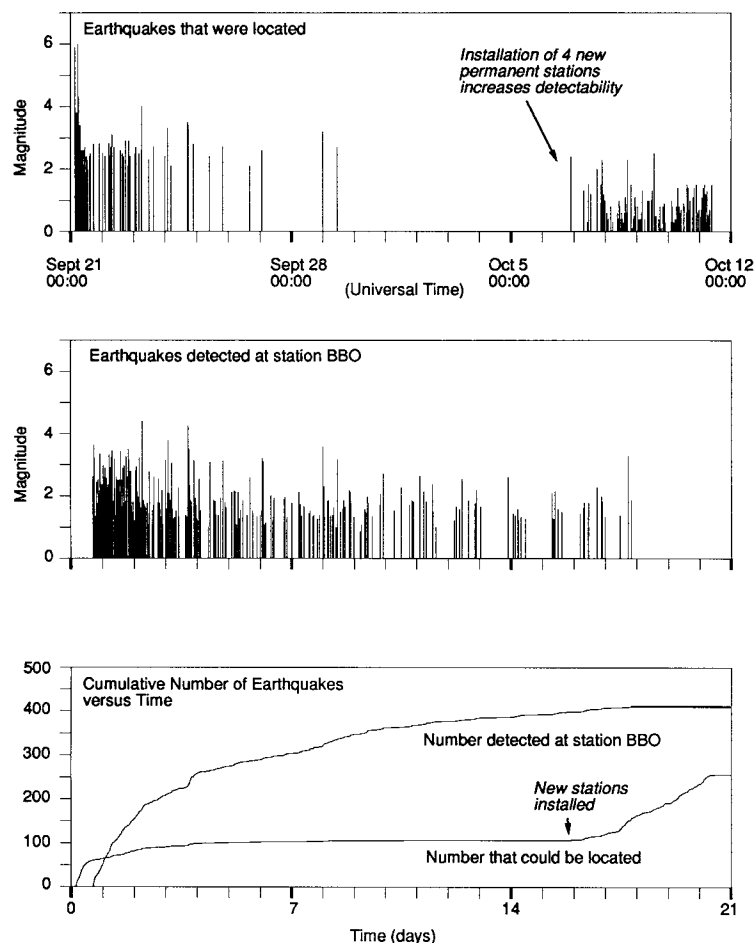 Earthquakes that were located
Installation of 4 new
permanent stations
increases detectability
Magnitude
6
4
2
0
Sept 21
00:00
Sept 28
00:00
Oct 5
00:00
Oct 12
00:00
(Universal Time)
Earthquakes detected at station BBO
Magnitude
6
4
2
0
7
14
21
Cumulative Number of Earthquakes
versus Time
500
400
300
200
100
0
Number detected at station BBO
New stations
installed
Number that could be located
0
7
14
21
Time (days)